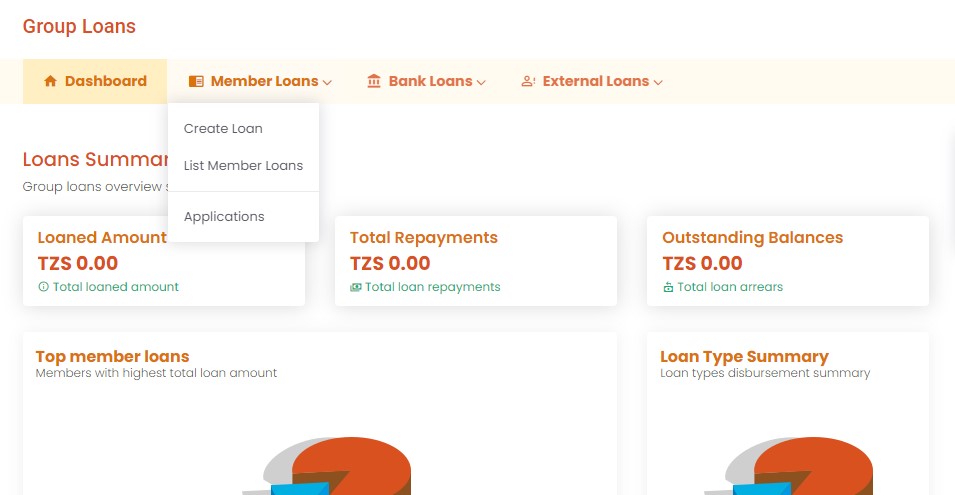 Group Loans
Dashboard
Member Loans
Bank Loans
External Loans
Create Loan
List Member Loans
Applications
Loans
Group loans overview
Loaned Amount
TZS 0.00
Total loaned amount
Total Repayments
TZS 0.00
Total loan repayments
Outstanding Balances
TZS 0.00
Total loan arrears
Top member loans
Members with highest total loan amount
Loan Type Summary
Loan types disbursement summary